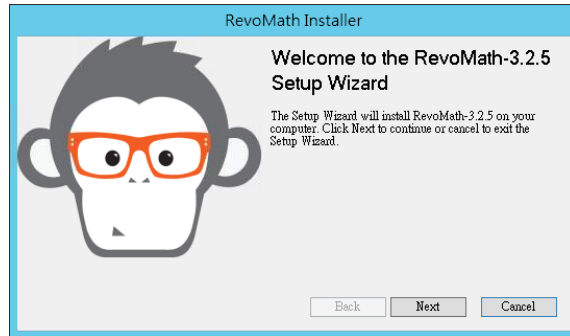 RevoMath Installer
Welcome to the RevoMath-3.2.5
Setup Wizard
The Setup Wizard will install RevoMath-3.2.5 on your
computer. Click Next to continue or cancel to exit the
Setup Wizard.
Back Next Cancel